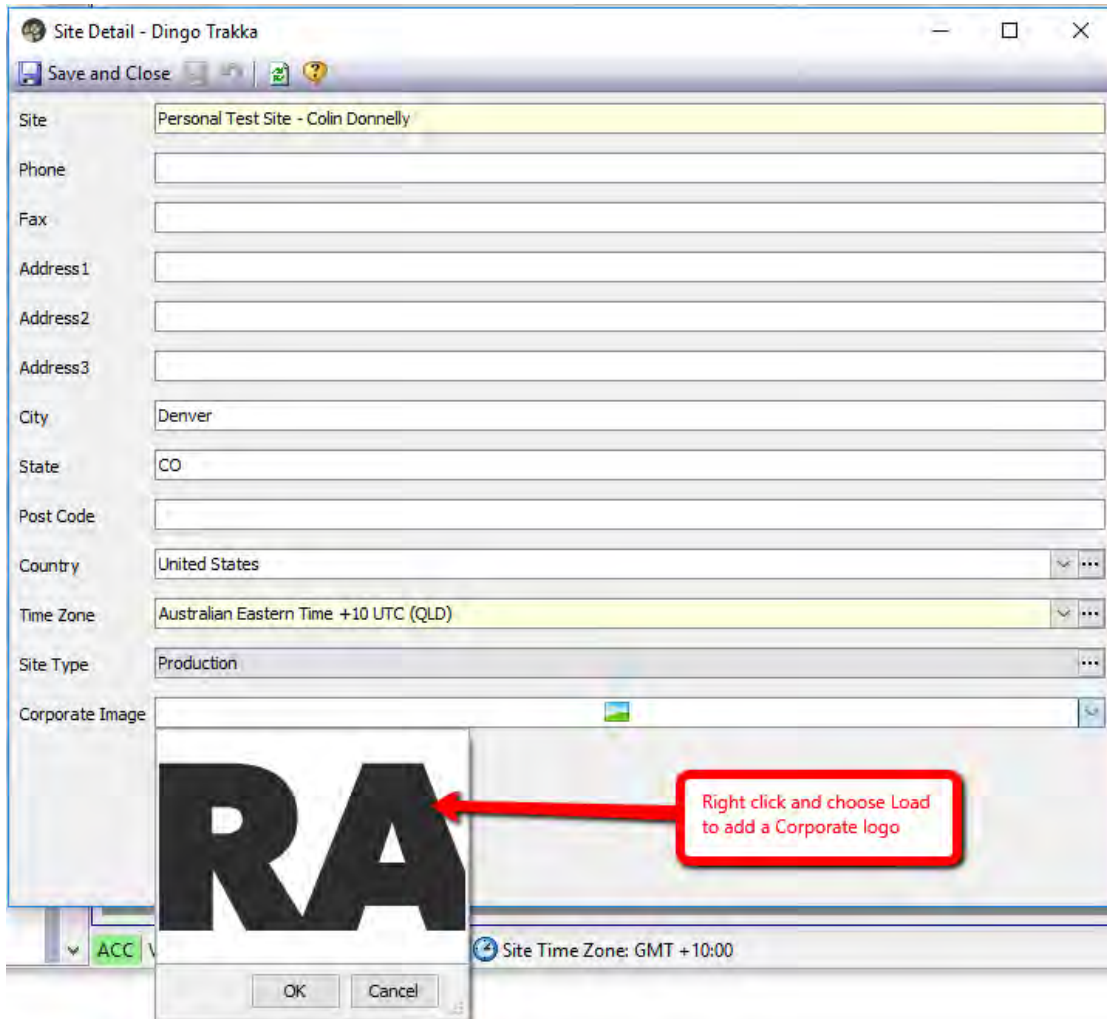 Site Detail - Dingo Trakka
Save and Close
Site Personal Test Site - Colin Donnelly
Phone
Fax
Address1
Address2
Address3
City Denver
State CO
Post Code
Country United States
Time Zone Australian Eastern Time +10 UTC (QLD)
Site Type Production
Corporate Image
RA
Right click and choose Load
to add a Corporate logo
ACC Site Time Zone: GMT +10:00
OK Cancel